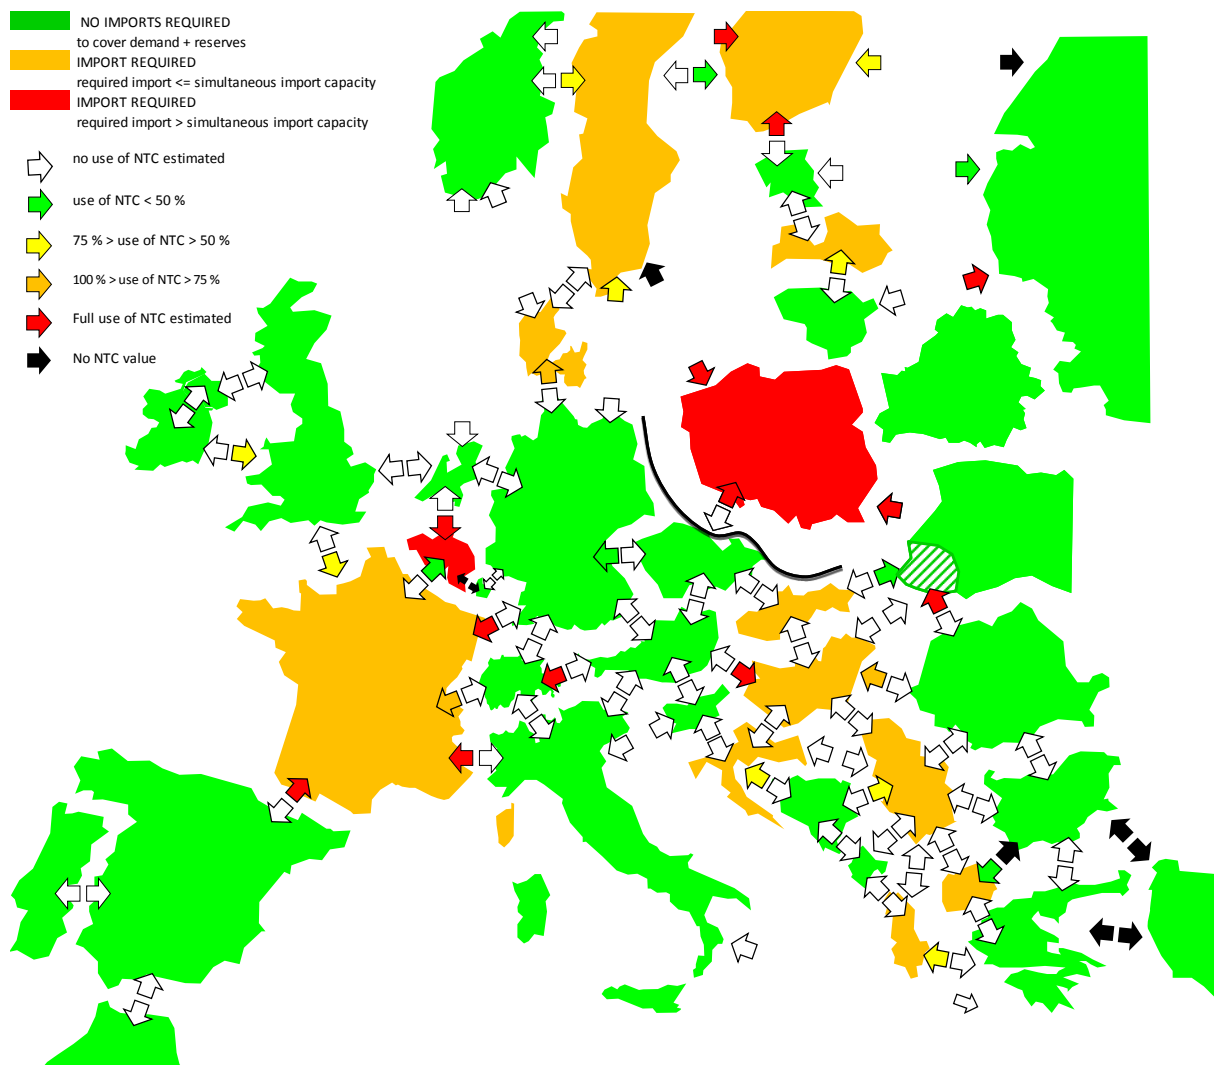 NO IMPORTS REQUIRED
to cover demand + reserves
IMPORT REQUIRED
required import <= simultaneous import capacity
IMPORT REQUIRED
required import > simultaneous import capacity
no use of NTC estimated
use of NTC < 50 %
75 % > use of NTC > 50 %
100 % > use of NTC > 75 %
Full use of NTC estimated
No NTC value